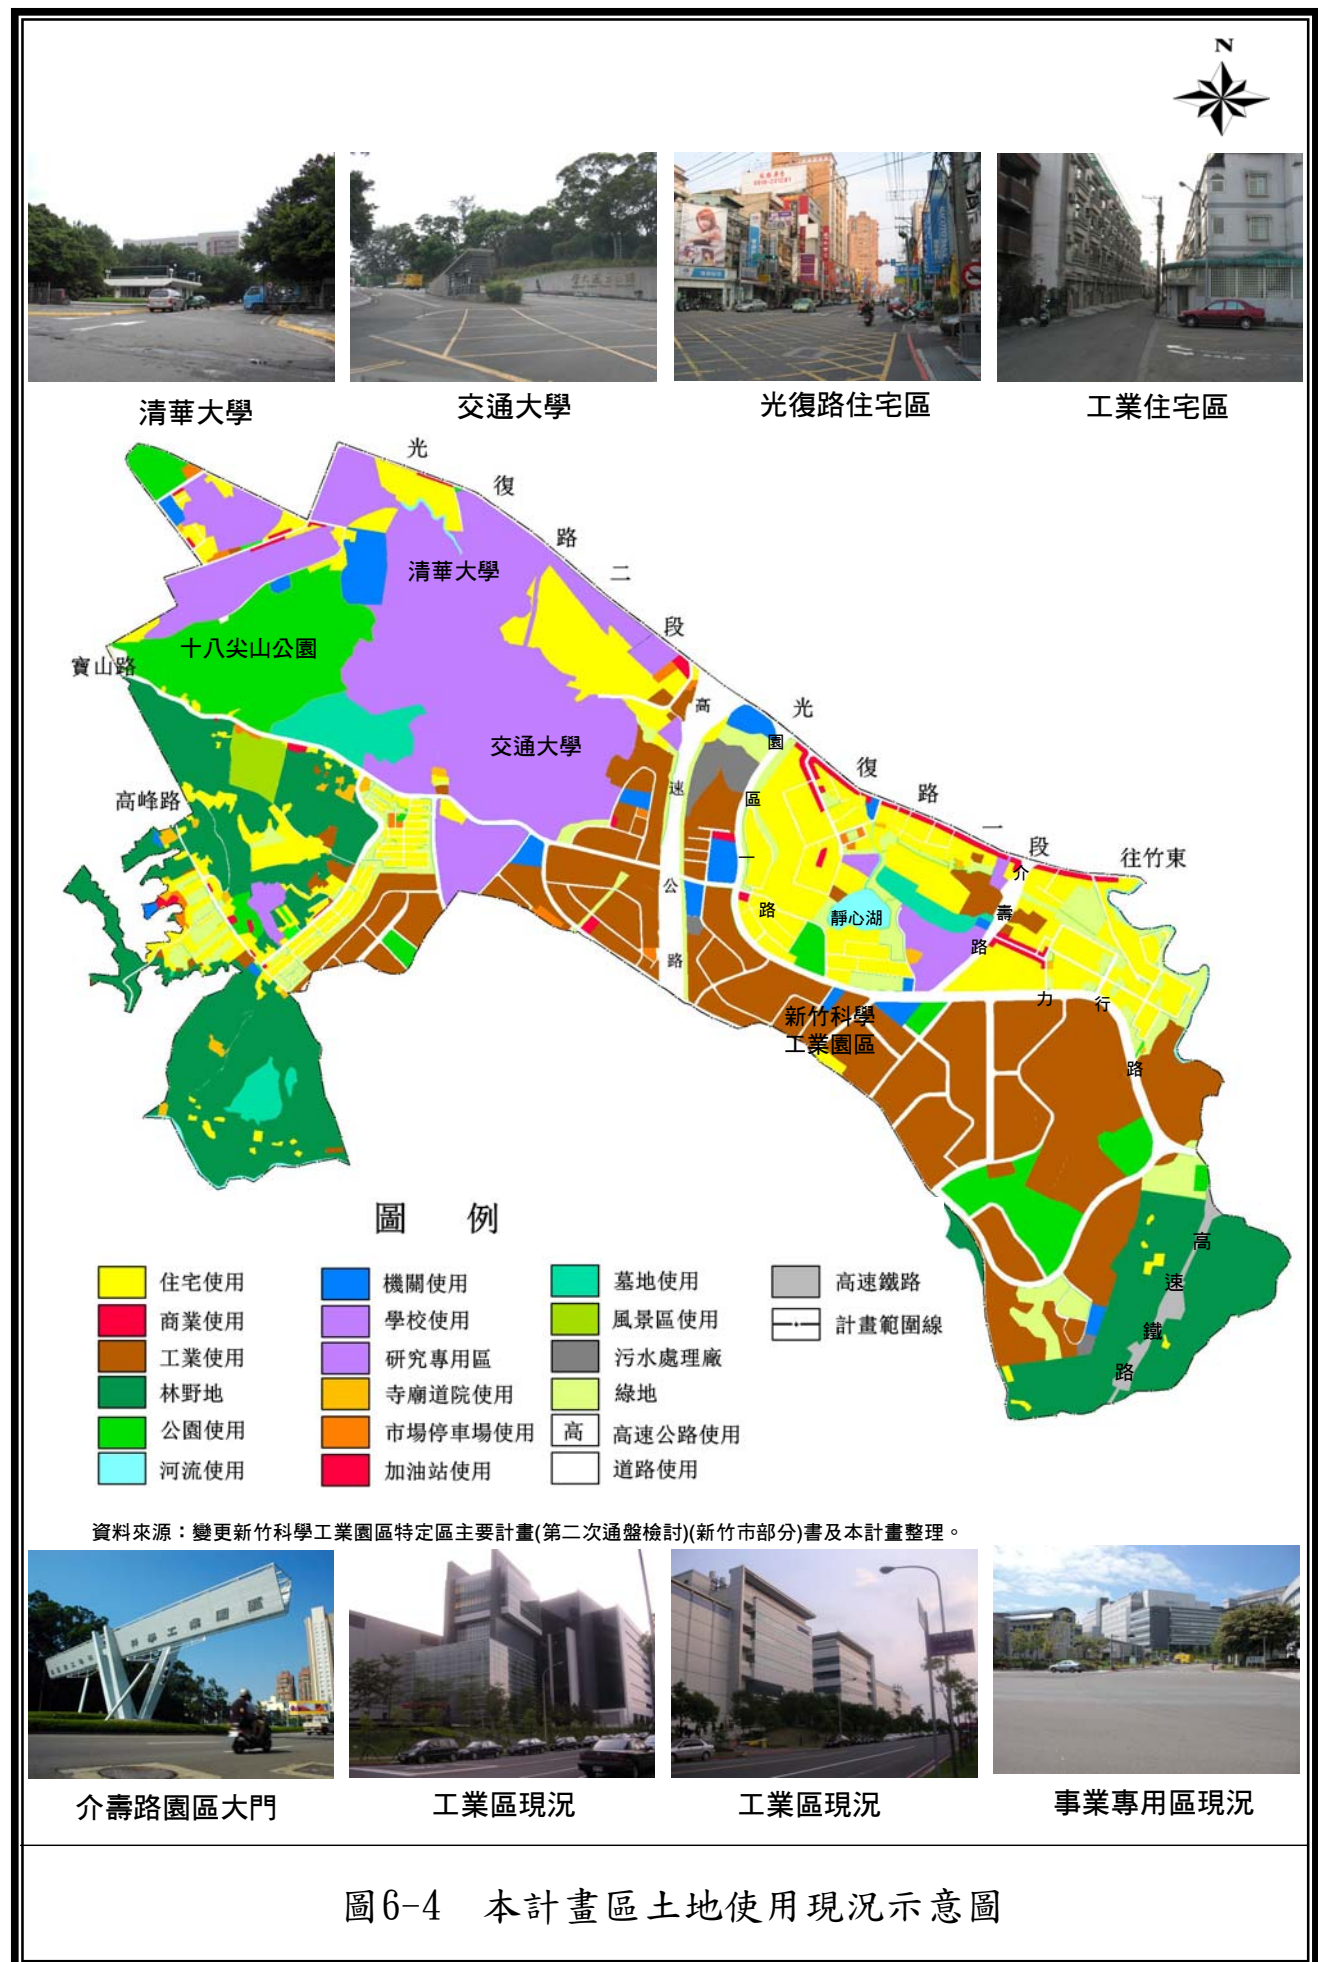 N
清華大學
交通大學
光復路住宅區
工業住宅區
光復路二段
清華大學
十八尖山公園
寶山路
交通大學
高峰路
高速公路
園區一路
光復路一段
往竹東
介壽路
靜心湖
力行路
新竹科學
工業園區
高速鐵路
圖 例
住宅使用
商業使用
工業使用
林野地
公園使用
河流使用
機關使用
學校使用
研究專用區
寺廟道院使用
市場停車場使用
加油站使用
墓地使用
風景區使用
污水處理廠
綠地
高 高速公路使用
道路使用
高速鐵路
計畫範圍線
資料來源：變更新竹科學工業園區特定區主要計畫(第二次通盤檢討)(新竹市部分)書及本計畫整理。
介壽路園區大門
工業區現況
工業區現況
事業專用區現況
圖6-4 本計畫區土地使用現況示意圖